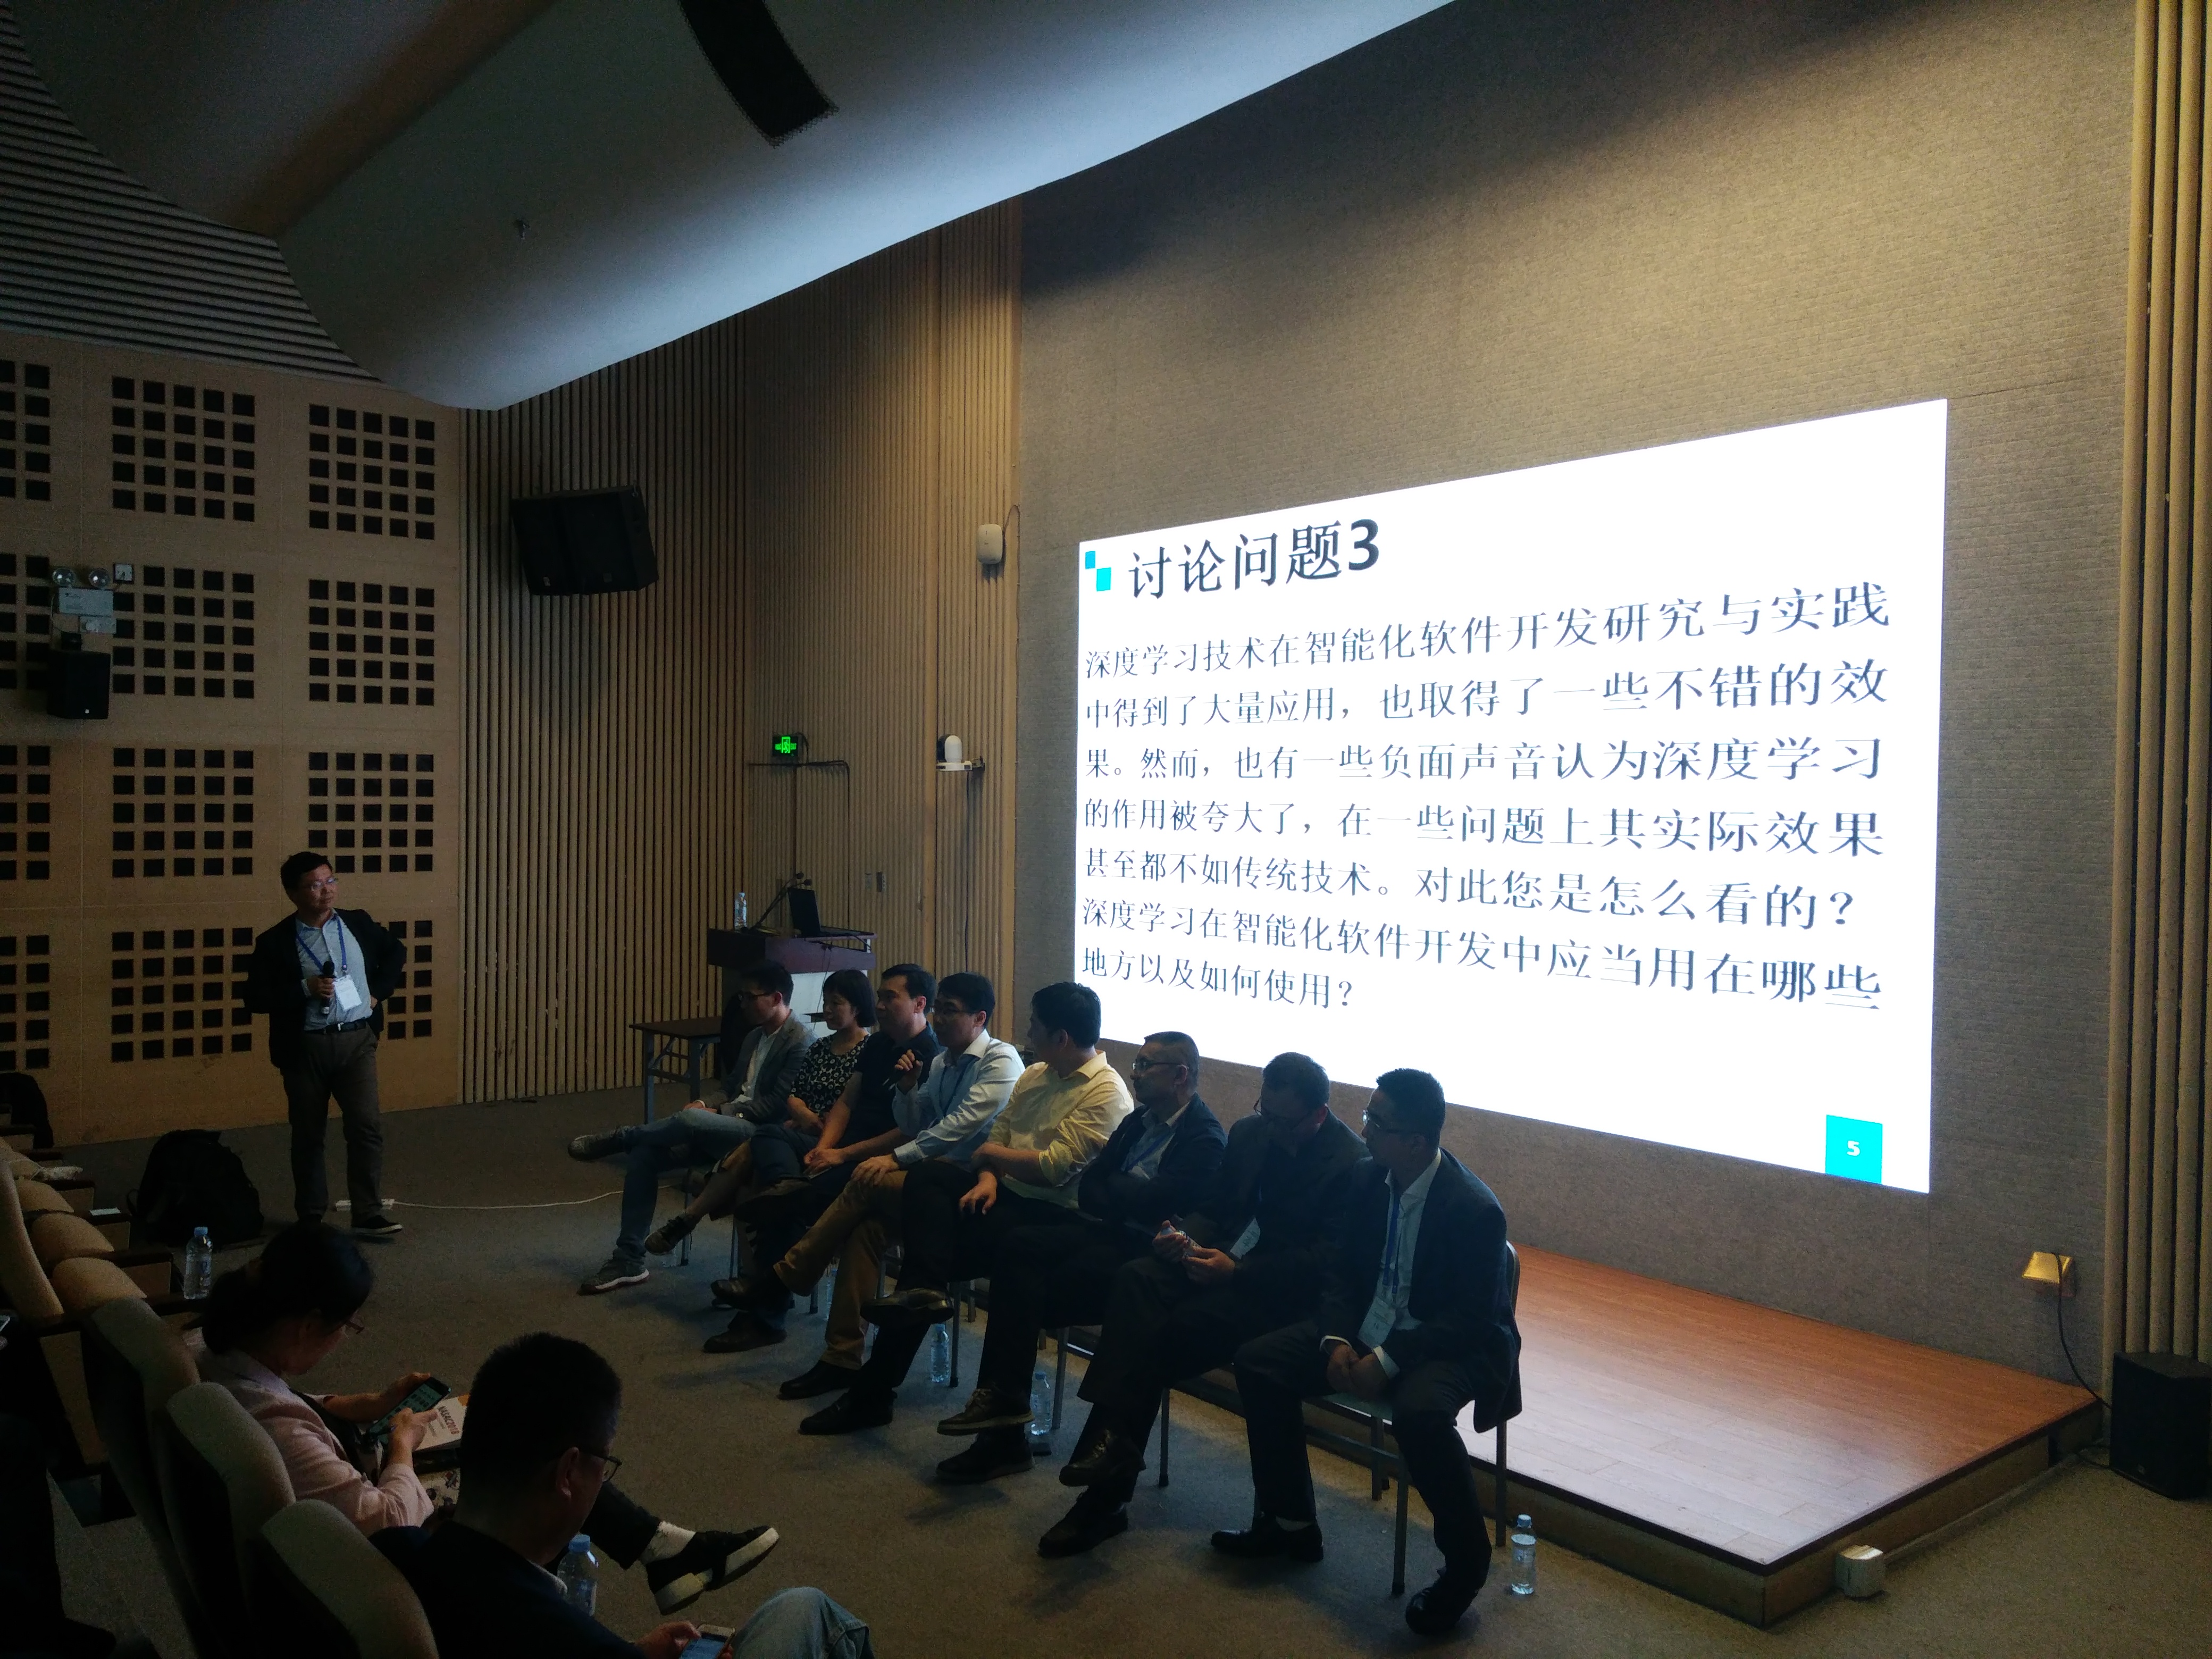 讨论问题3
深度学习技术在智能化软件开发研究与实践
中得到了大量应用，也取得了一些不错的效
果。然而，也有一些负面声音认为深度学习
的作用被夸大了，在一些问题上其实际效果
甚至都不如传统技术。对此您是怎么看的？
深度学习在智能化软件开发中应当用在哪些
地方以及如何使用？
5
NASAC2018